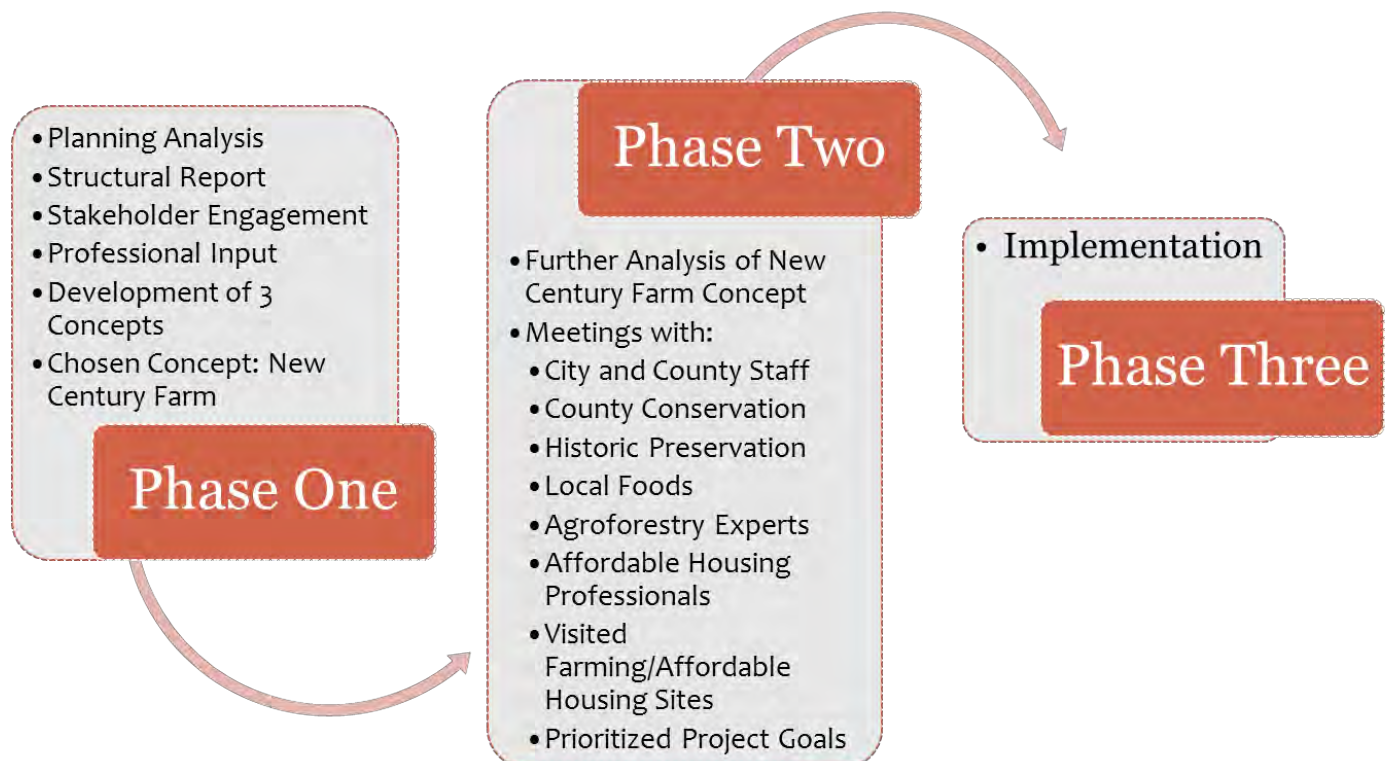 • Planning Analysis
• Structural Report
• Stakeholder Engagement
• Professional Input
• Development of 3
Concepts
• Chosen Concept: New
Century Farm
Phase One
Phase Two
• Further Analysis of New
Century Farm Concept
• Meetings with:
• City and County Staff
• County Conservation
• Historic Preservation
• Local Foods
• Agroforestry Experts
• Affordable Housing
Professionals
• Visited
Farming/Affordable
Housing Sites
• Prioritized Project Goals
• Implementation
Phase Three